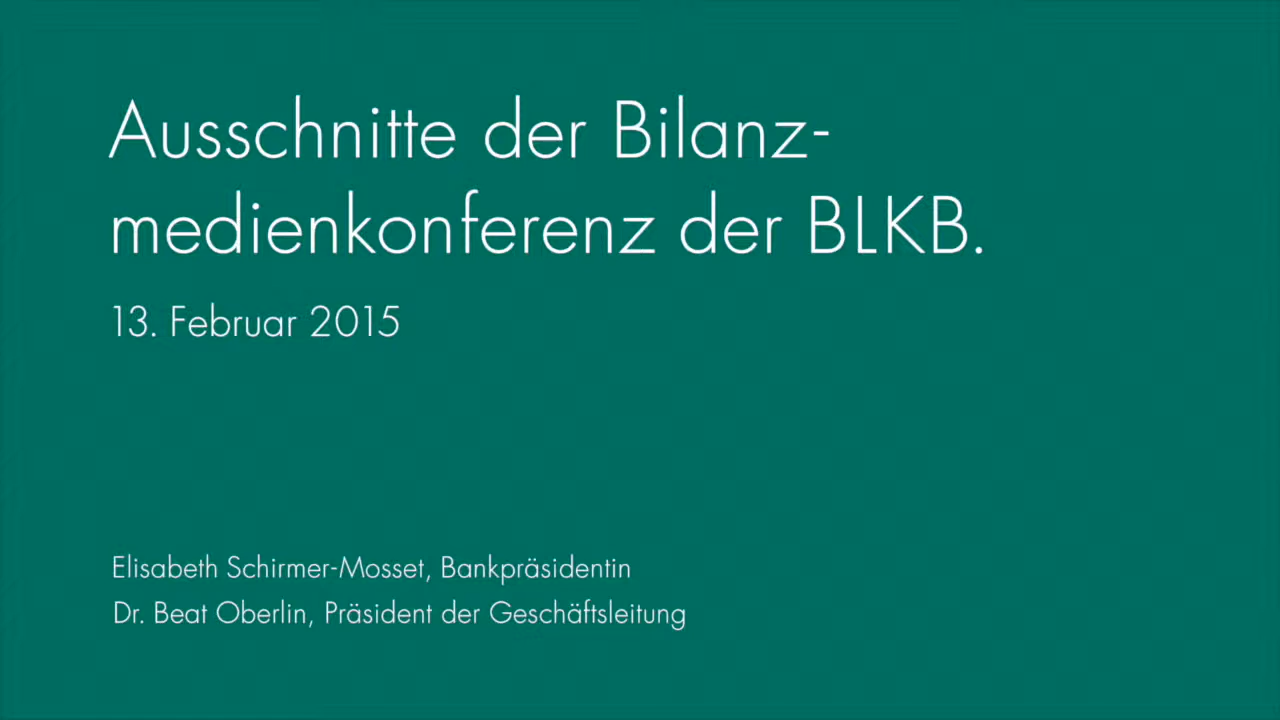 Ausschnitte der Bilanz-
medienkonferenz der BLKB.
13. Februar 2015
Elisabeth Schirmer-Mosset, Bankpräsidentin
Dr. Beat Oberlin, Präsident der Geschäftsleitung